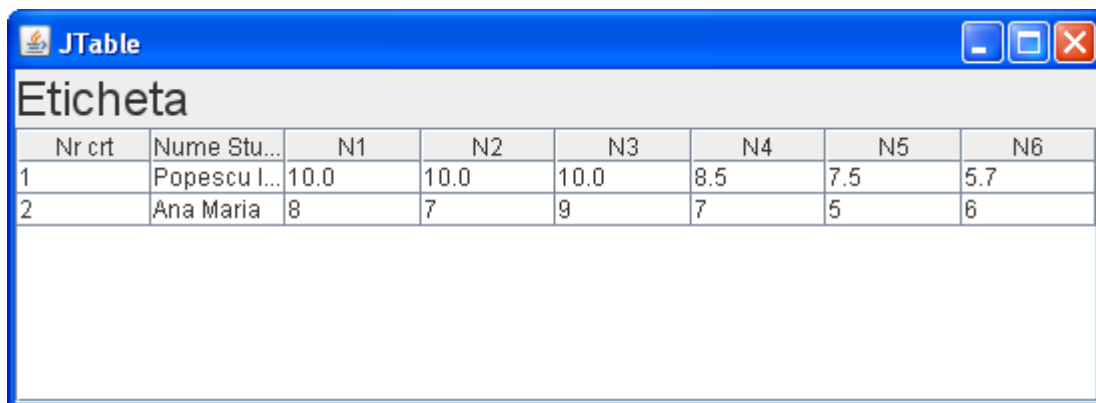 JTable
Eticheta
Nr crt Nume Stu... N1 N2 N3 N4 N5 N6
1 Popescu I... 10.0 10.0 10.0 8.5 7.5 5.7
2 Ana Maria 8 7 9 7 5 6